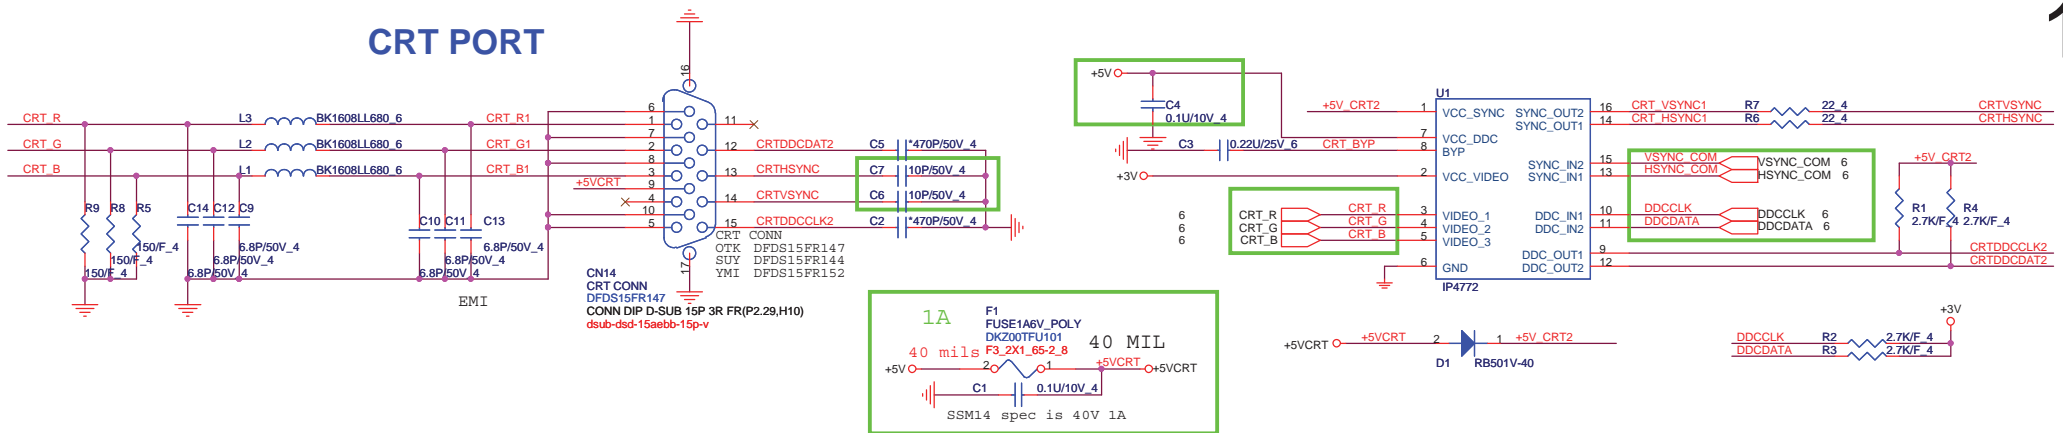 CRT PORT
1
CRT_R
CRT_G
CRT_B
L3
BK1608LL680_6
L2
BK1608LL680_6
L1
BK1608LL680_6
CRT_R1
CRT_G1
CRT_B1
R9
R8
R5
150/F_4
150/F_4
150/F_4
C14
C12
C9
6.8P/50V_4
6.8P/50V_4
6.8P/50V_4
C10
C11
C13
6.8P/50V_4
6.8P/50V_4
6.8P/50V_4
EMI
+5VCRT
16
6
1
7
2
8
3
9
4
10
5
11
12
13
14
15
17
CRTDDCDAT2
CRTHSYNC
CRTVSYNC
CRTDDCCLK2
C5
*470P/50V_4
C7
10P/50V_4
C6
10P/50V_4
C2
*470P/50V_4
CRT CONN
OTK DFDS15FR147
SUY DFDS15FR144
YMI DFDS15FR152
CN14
CRT CONN
DFDS15FR147
CONN DIP D-SUB 15P 3R FR(P2.29,H10)
dsub-dsd-15aebb-15p-v
1A
F1
FUSE1A6V_POLY
DKZ00TFU101
F3_2X1_65-2_8
40 mils
40 MIL
+5V
2
1
+5VCRT
+5VCRT
C1
0.1U/10V_4
SSM14 spec is 40V 1A
+5V
C4
0.1U/10V_4
C3
0.22U/25V_6
CRT_BYP
+3V
+5V_CRT2
6
6
6
CRT_R
CRT_G
CRT_B
CRT_R
CRT_G
CRT_B
U1
1
7
8
2
3
4
5
6
VCC_SYNC
VCC_DDC
BYP
VCC_VIDEO
VIDEO_1
VIDEO_2
VIDEO_3
GND
SYNC_OUT2
SYNC_OUT1
SYNC_IN2
SYNC_IN1
DDC_IN1
DDC_IN2
DDC_OUT1
DDC_OUT2
IP4772
16
14
15
13
10
11
9
12
CRT_VSYNC1
CRT_HSYNC1
R7
22_4
R6
22_4
CRTVSYNC
CRTHSYNC
VSYNC_COM
HSYNC_COM
VSYNC_COM 6
HSYNC_COM 6
DDCCLK
DDCDATA
DDCCLK 6
DDCDATA 6
+5V_CRT2
R1
2.7K/F_4
R4
2.7K/F_4
CRTDDCCLK2
CRTDDCDAT2
+5VCRT
+5VCRT
2
1
+5V_CRT2
D1
RB501V-40
+3V
DDCCLK
R2
2.7K/F_4
DDCDATA
R3
2.7K/F_4